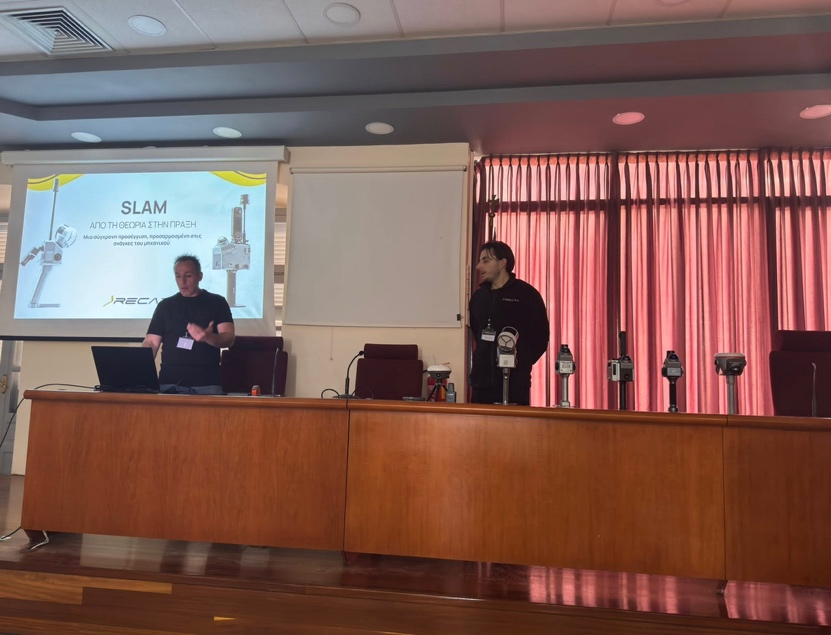 SLAM
ΑΠΟ ΤΗ ΘΕΩΡΙΑ ΣΤΗΝ ΠΡΑΞΗ
Μια σύγχρονη προσέγγιση, προσαρμοσμένη στις
ανάγκες του μηχανικού